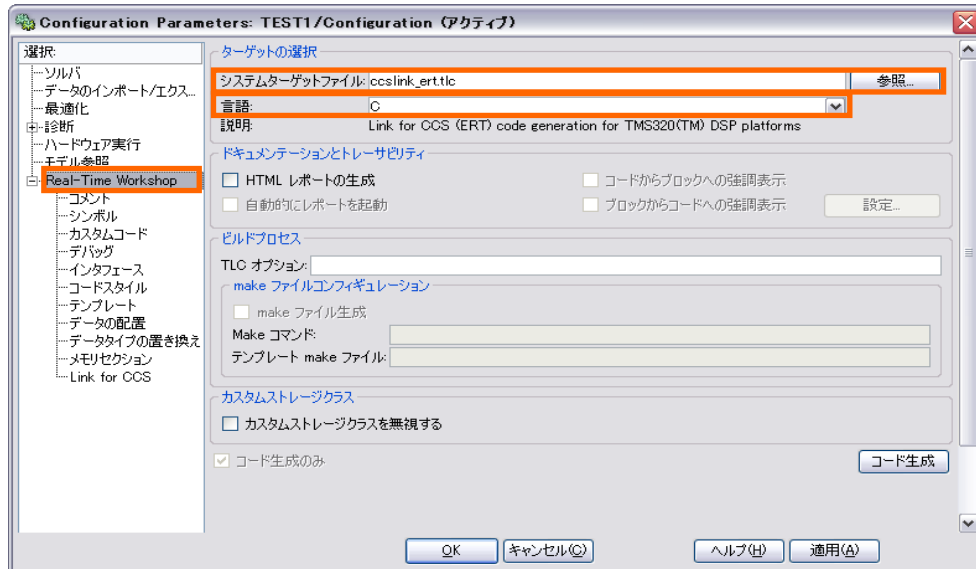 Configuration Parameters: TEST1/Configuration (アクティブ)
選択:
ソルバ
データのインポート/エクス...
最適化
診断
ハードウェア実行
モデル参照
Real-Time Workshop
コメント
シンボル
カスタムコード
デバッグ
インタフェース
コードスタイル
テンプレート
データの配置
データタイプの置き換え
メモリセクション
Link for CCS
ターゲットの選択
システムターゲットファイル: ccslink_ert.tlc 参照...
言語: C
説明: Link for CCS (ERT) code generation for TMS320(TM) DSP platforms
ドキュメンテーションとトレーサビリティ
HTML レポートの生成 コードからブロックへの強調表示
自動的にレポートを起動 ブロックからコードへの強調表示 設定...
ビルドプロセス
TLC オプション:
make ファイルコンフィギュレーション
make ファイル生成
Make コマンド:
テンプレート make ファイル:
カスタムストレージクラス
カスタムストレージクラスを無視する
コード生成のみ コード生成
OK キャンセル(C) ヘルプ(H) 適用(A)